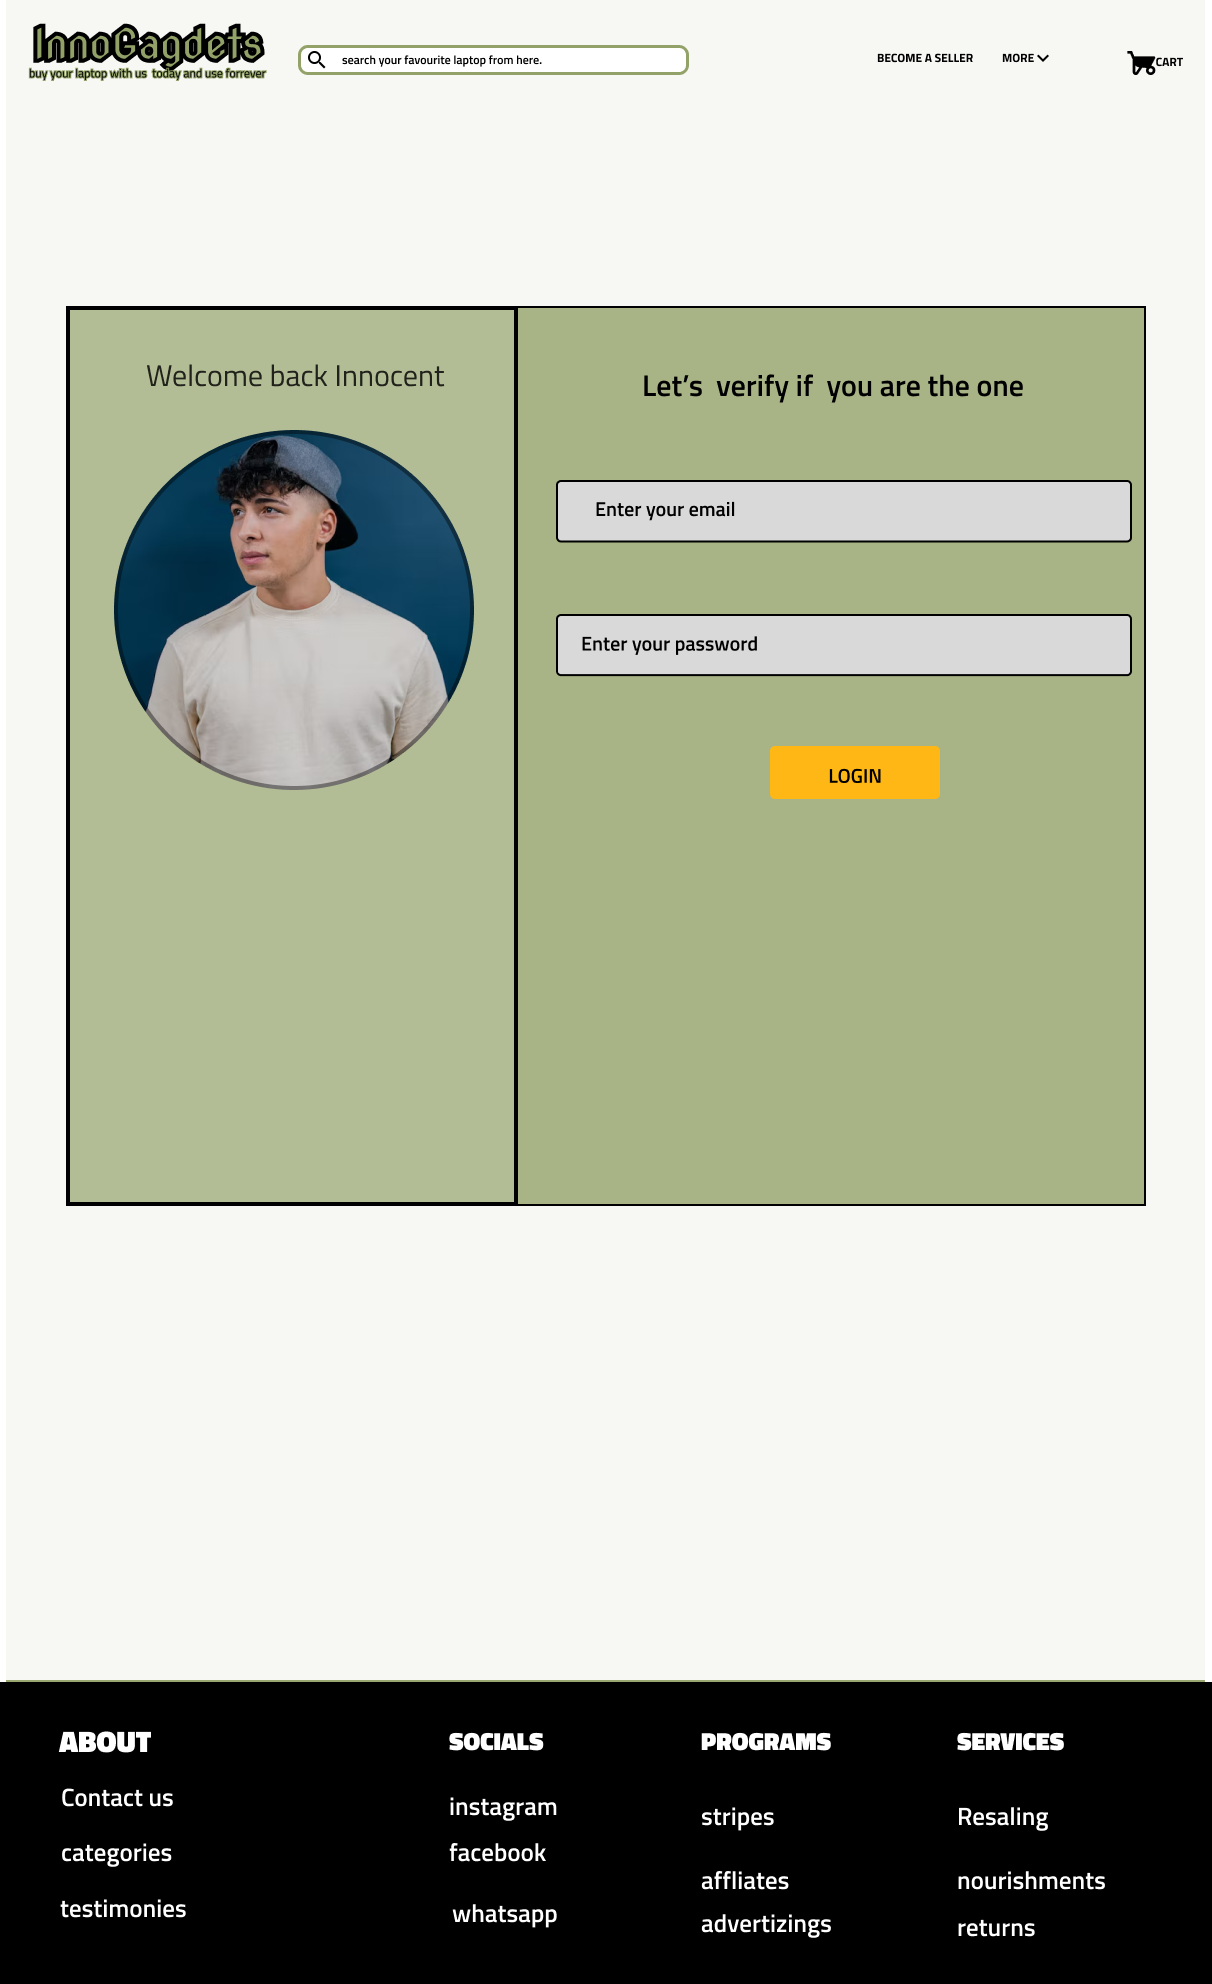 InnoGagdets
buy your laptop with us today and use forrever
search your favourite laptop from here.
BECOME A SELLER
MORE
CART
Welcome back Innocent
Let’s verify if you are the one
Enter your email
Enter your password
LOGIN
ABOUT
Contact us
categories
testimonies
SOCIALS
instagram
facebook
whatsapp
PROGRAMS
stripes
affliates
advertizings
SERVICES
Resaling
nourishments
returns